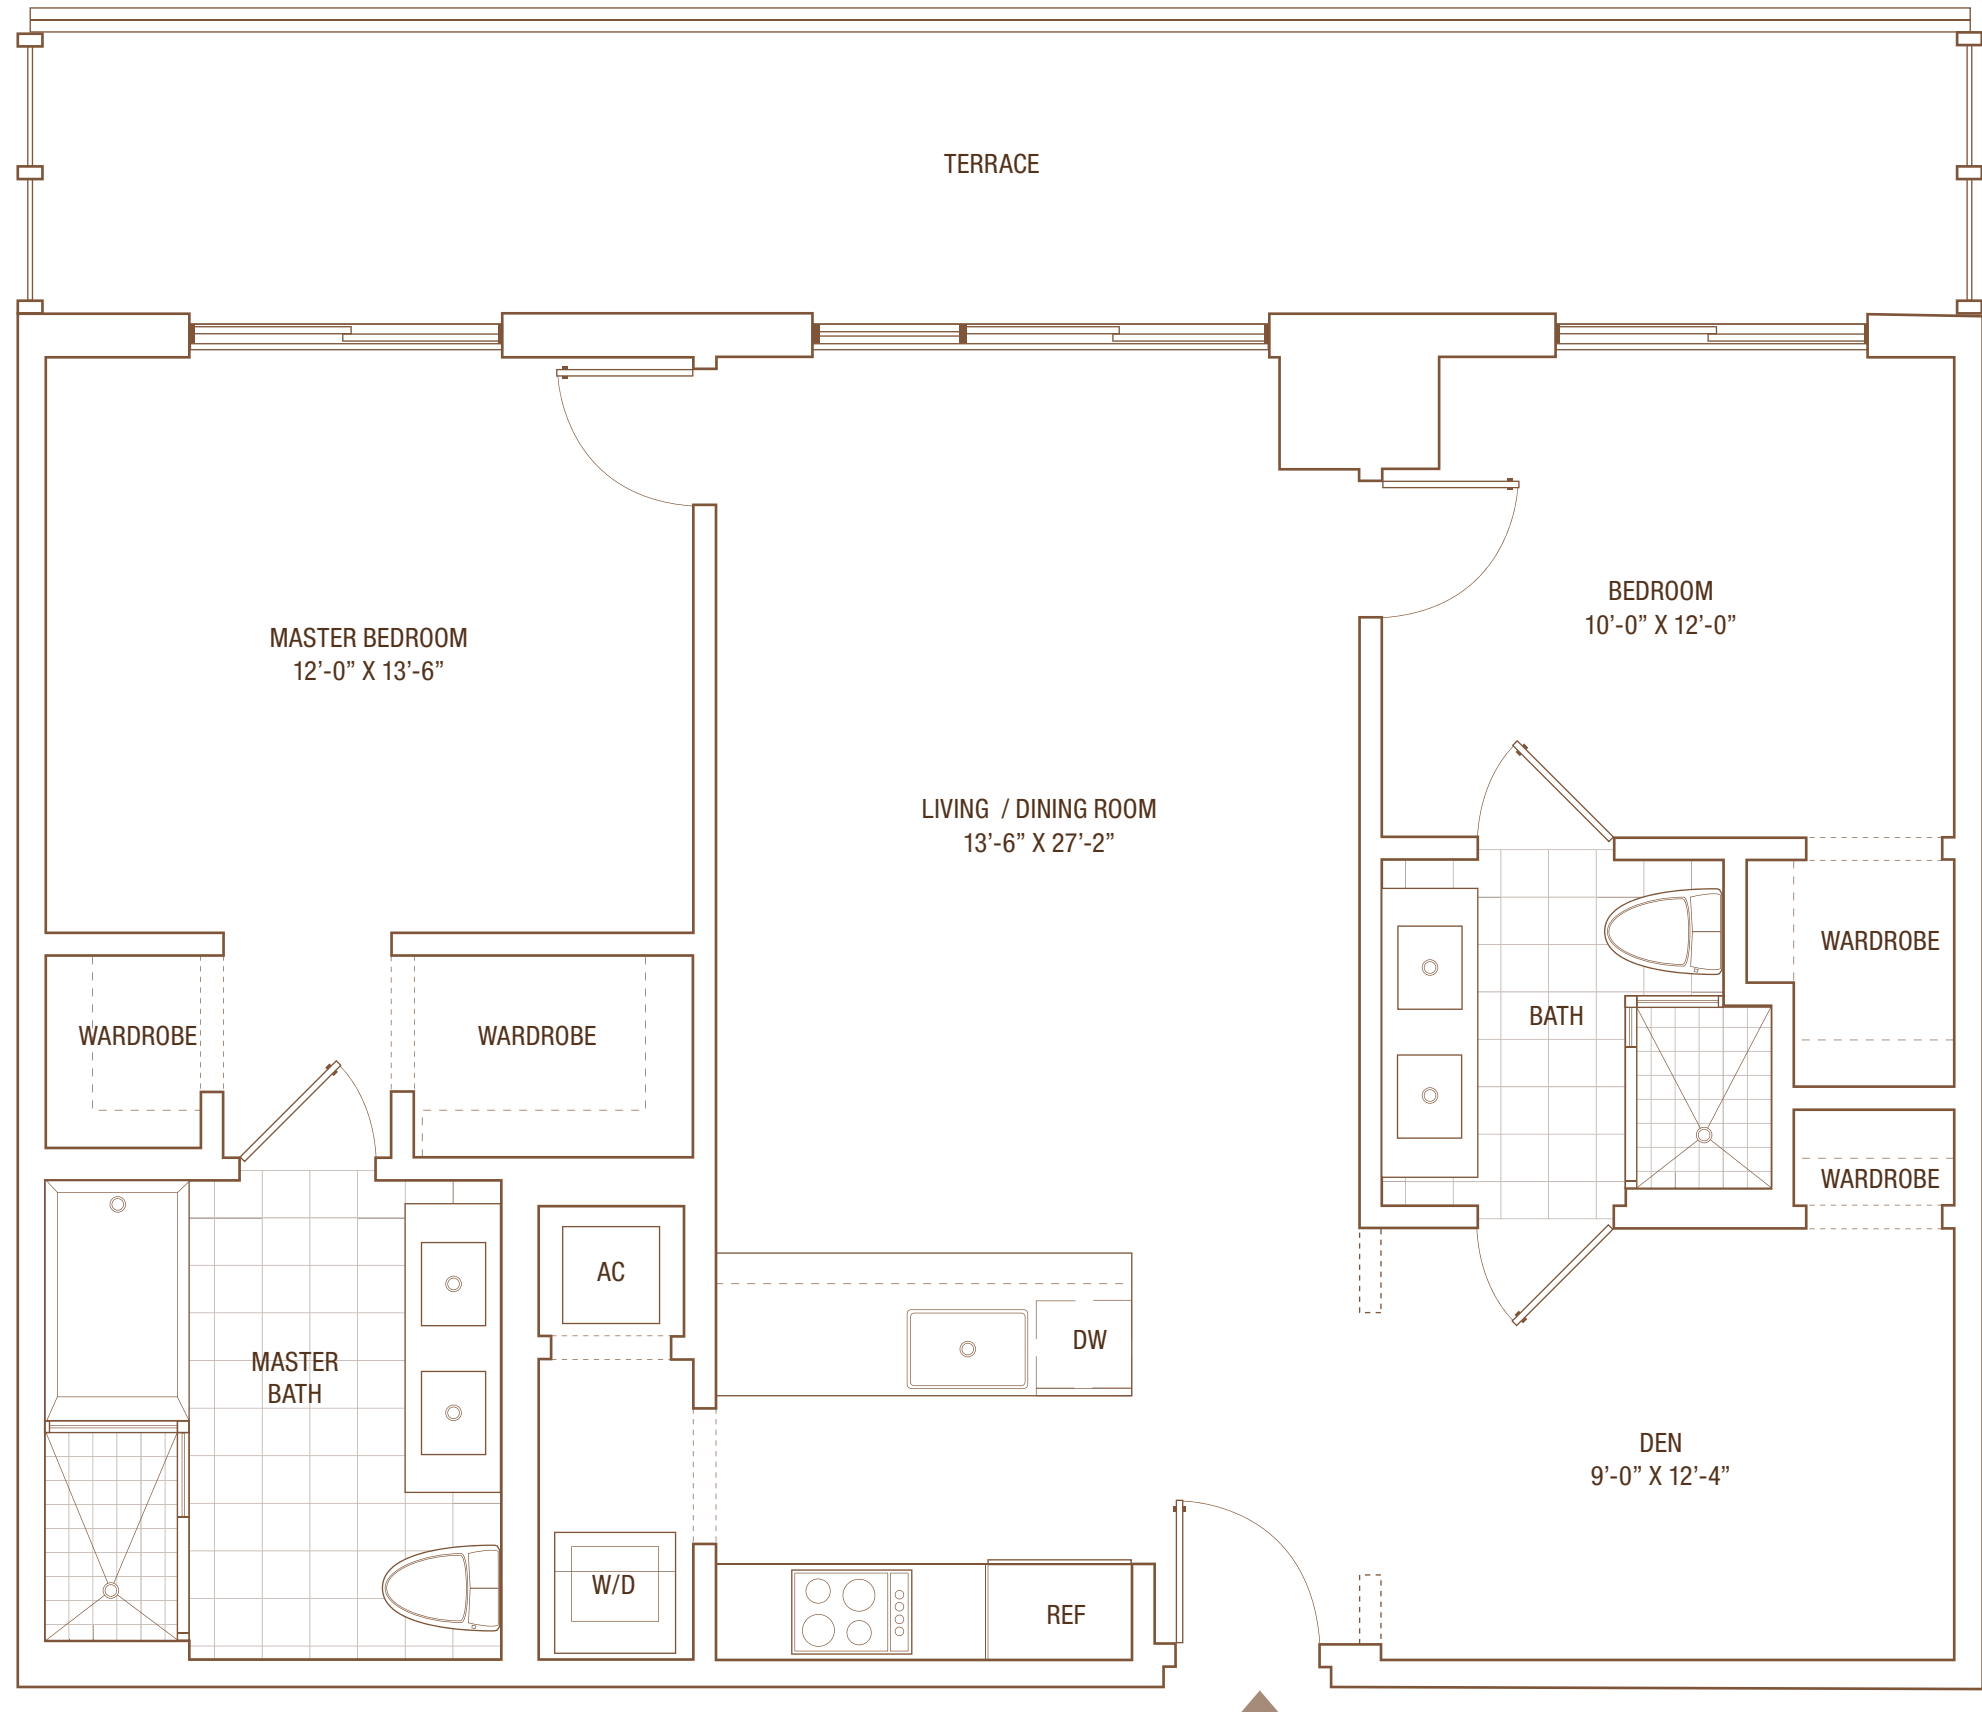 TERRACE
MASTER BEDROOM
12’-0” X 13’-6”
BEDROOM
10’-0” X 12’-0”
LIVING / DINING ROOM
13’-6” X 27’-2”
WARDROBE
WARDROBE
WARDROBE
BATH
WARDROBE
AC
DW
MASTER
BATH
DEN
9’-0” X 12’-4”
W/D
REF